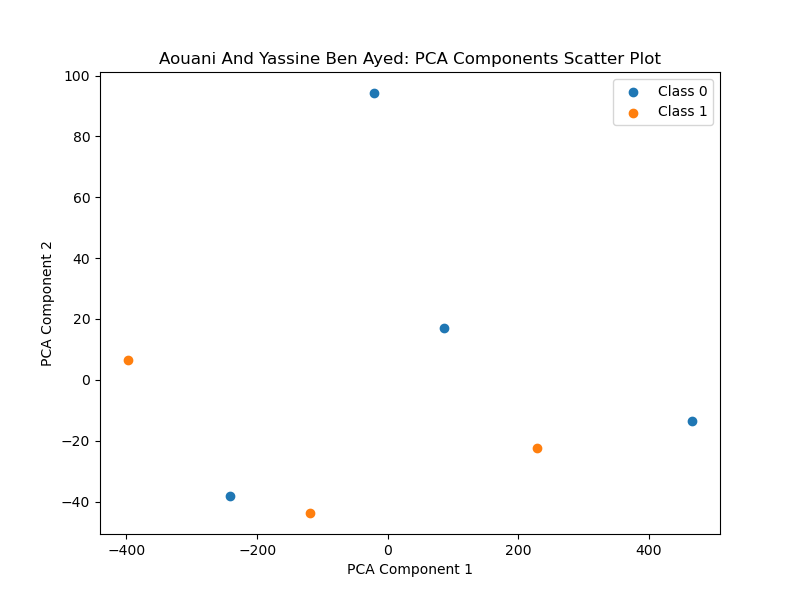 Aouani And Yassine Ben Ayed: PCA Components Scatter Plot
Class 0
Class 1
PCA Component 2
100
80
60
40
20
0
−20
−40
−400
−200
0
200
400
PCA Component 1